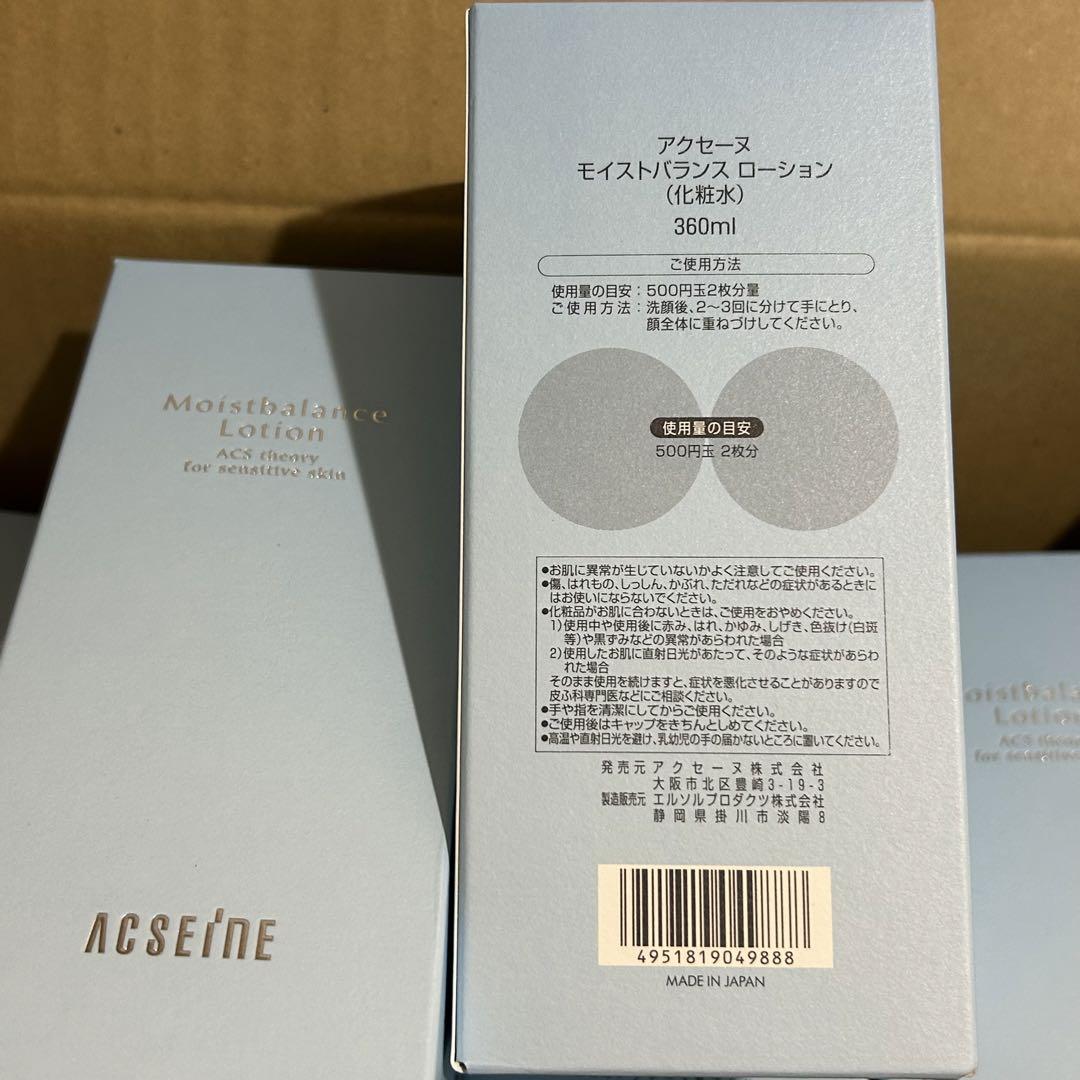 Moistbalance
Lotion
ACS theory
for sensitive skin
ACSEINE
アクセーヌ
モイストバランス ローション
(化粧水)
360ml
ご使用方法
使用量の目安:500円玉2枚分量
ご使用方法:洗顔後、2～3回に分けて手にとり、
顔全体に重ねづけしてください。
使用量の目安
500円玉 2枚分
●お肌に異常が生じていないかよく注意してご使用ください。
●傷、はれもの、しっしん、かぶれ、ただれなどの症状があるときに
はお使いにならないでください。
●化粧品がお肌に合わないときは、ご使用をおやめください。
1)使用中や使用後に赤み、はれ、かゆみ、しげき、色抜け(白斑
等)や黒ずみなどの異常があらわれた場合
2)使用したお肌に直射日光があたって、そのような症状があらわ
れた場合
そのまま使用を続けますと、症状を悪化させることがありますので
皮ふ科専門医などにご相談ください。
●手や指を清潔にしてからご使用ください。
●ご使用後はキャップをきちんとしめてください。
●高温や直射日光を避け、乳幼児の手の届かないところに置いてください。
発売元 アクセーヌ株式会社
大阪市北区豊崎3-19-3
製造販売元 エルソルプロダクツ株式会社
静岡県掛川市淡陽8
4951819049888
MADE IN JAPAN
oistbalan
Lotion
ACS theor
for sensitive